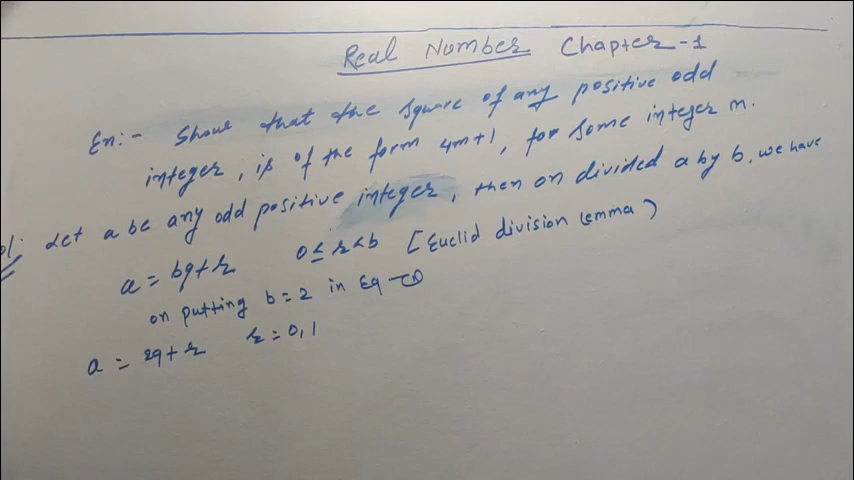 Real Number Chapter-1
Ex:- Show that the square of any positive odd
integer, is of the form 4m+1, for some integer m.
Sol: Let a be any odd positive integer, then on divided a by b, we have
a = bq+r 0≤r<b [Euclid division lemma)
on putting b=2 in Eq-①
a = 2q+r r=0,1